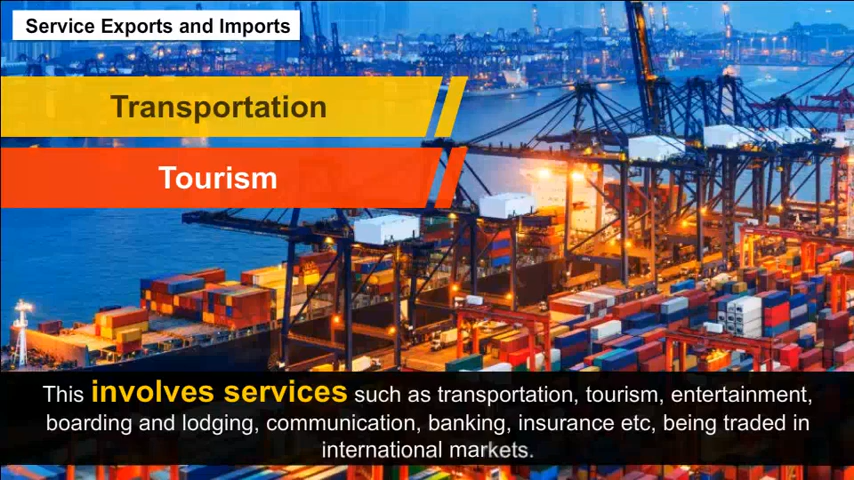 Service Exports and Imports
Transportation
Tourism
This involves services such as transportation, tourism, entertainment,
boarding and lodging, communication, banking, insurance etc, being traded in
international markets.